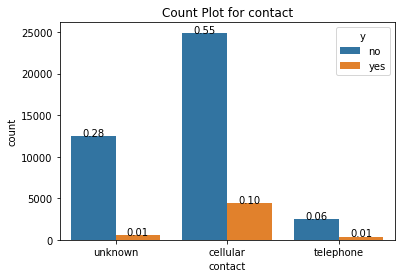 Count Plot for contact
y
no
yes
count
25000
20000
15000
10000
5000
0
0.28
0.01
0.55
0.10
0.06
0.01
unknown
cellular
telephone
contact